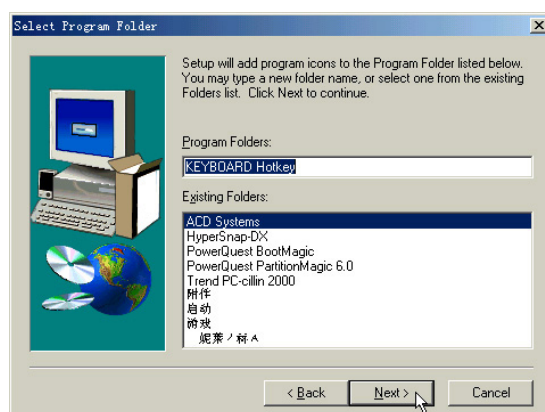 Select Program Folder
Setup will add program icons to the Program Folder listed below.
You may type a new folder name, or select one from the existing
Folders list. Click Next to continue.
Program Folders:
KEYBOARD Hotkey
Existing Folders:
ACD Systems
HyperSnap-DX
PowerQuest BootMagic
PowerQuest PartitionMagic 6.0
Trend PC-cillin 2000
附件
启动
游戏
< Back
Next >
Cancel